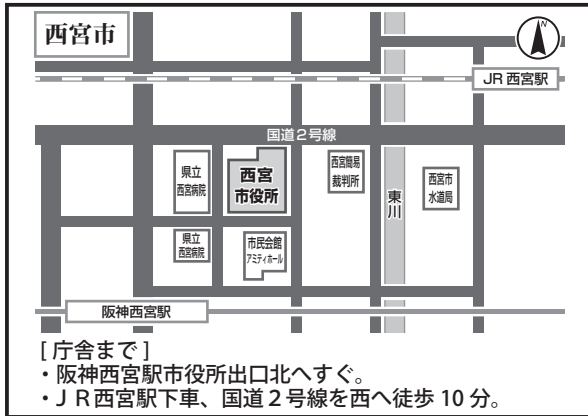 西宮市
N
JR 西宮駅
国道2号線
県立
西宮病院
西宮
市役所
西宮簡易
裁判所
東川
西宮市
水道局
県立
西宮病院
市民会館
アミティホール
阪神西宮駅
[ 庁舎まで ]
・阪神西宮駅市役所出口北へすぐ。
・ＪＲ西宮駅下車、国道２号線を西へ徒歩 10 分。